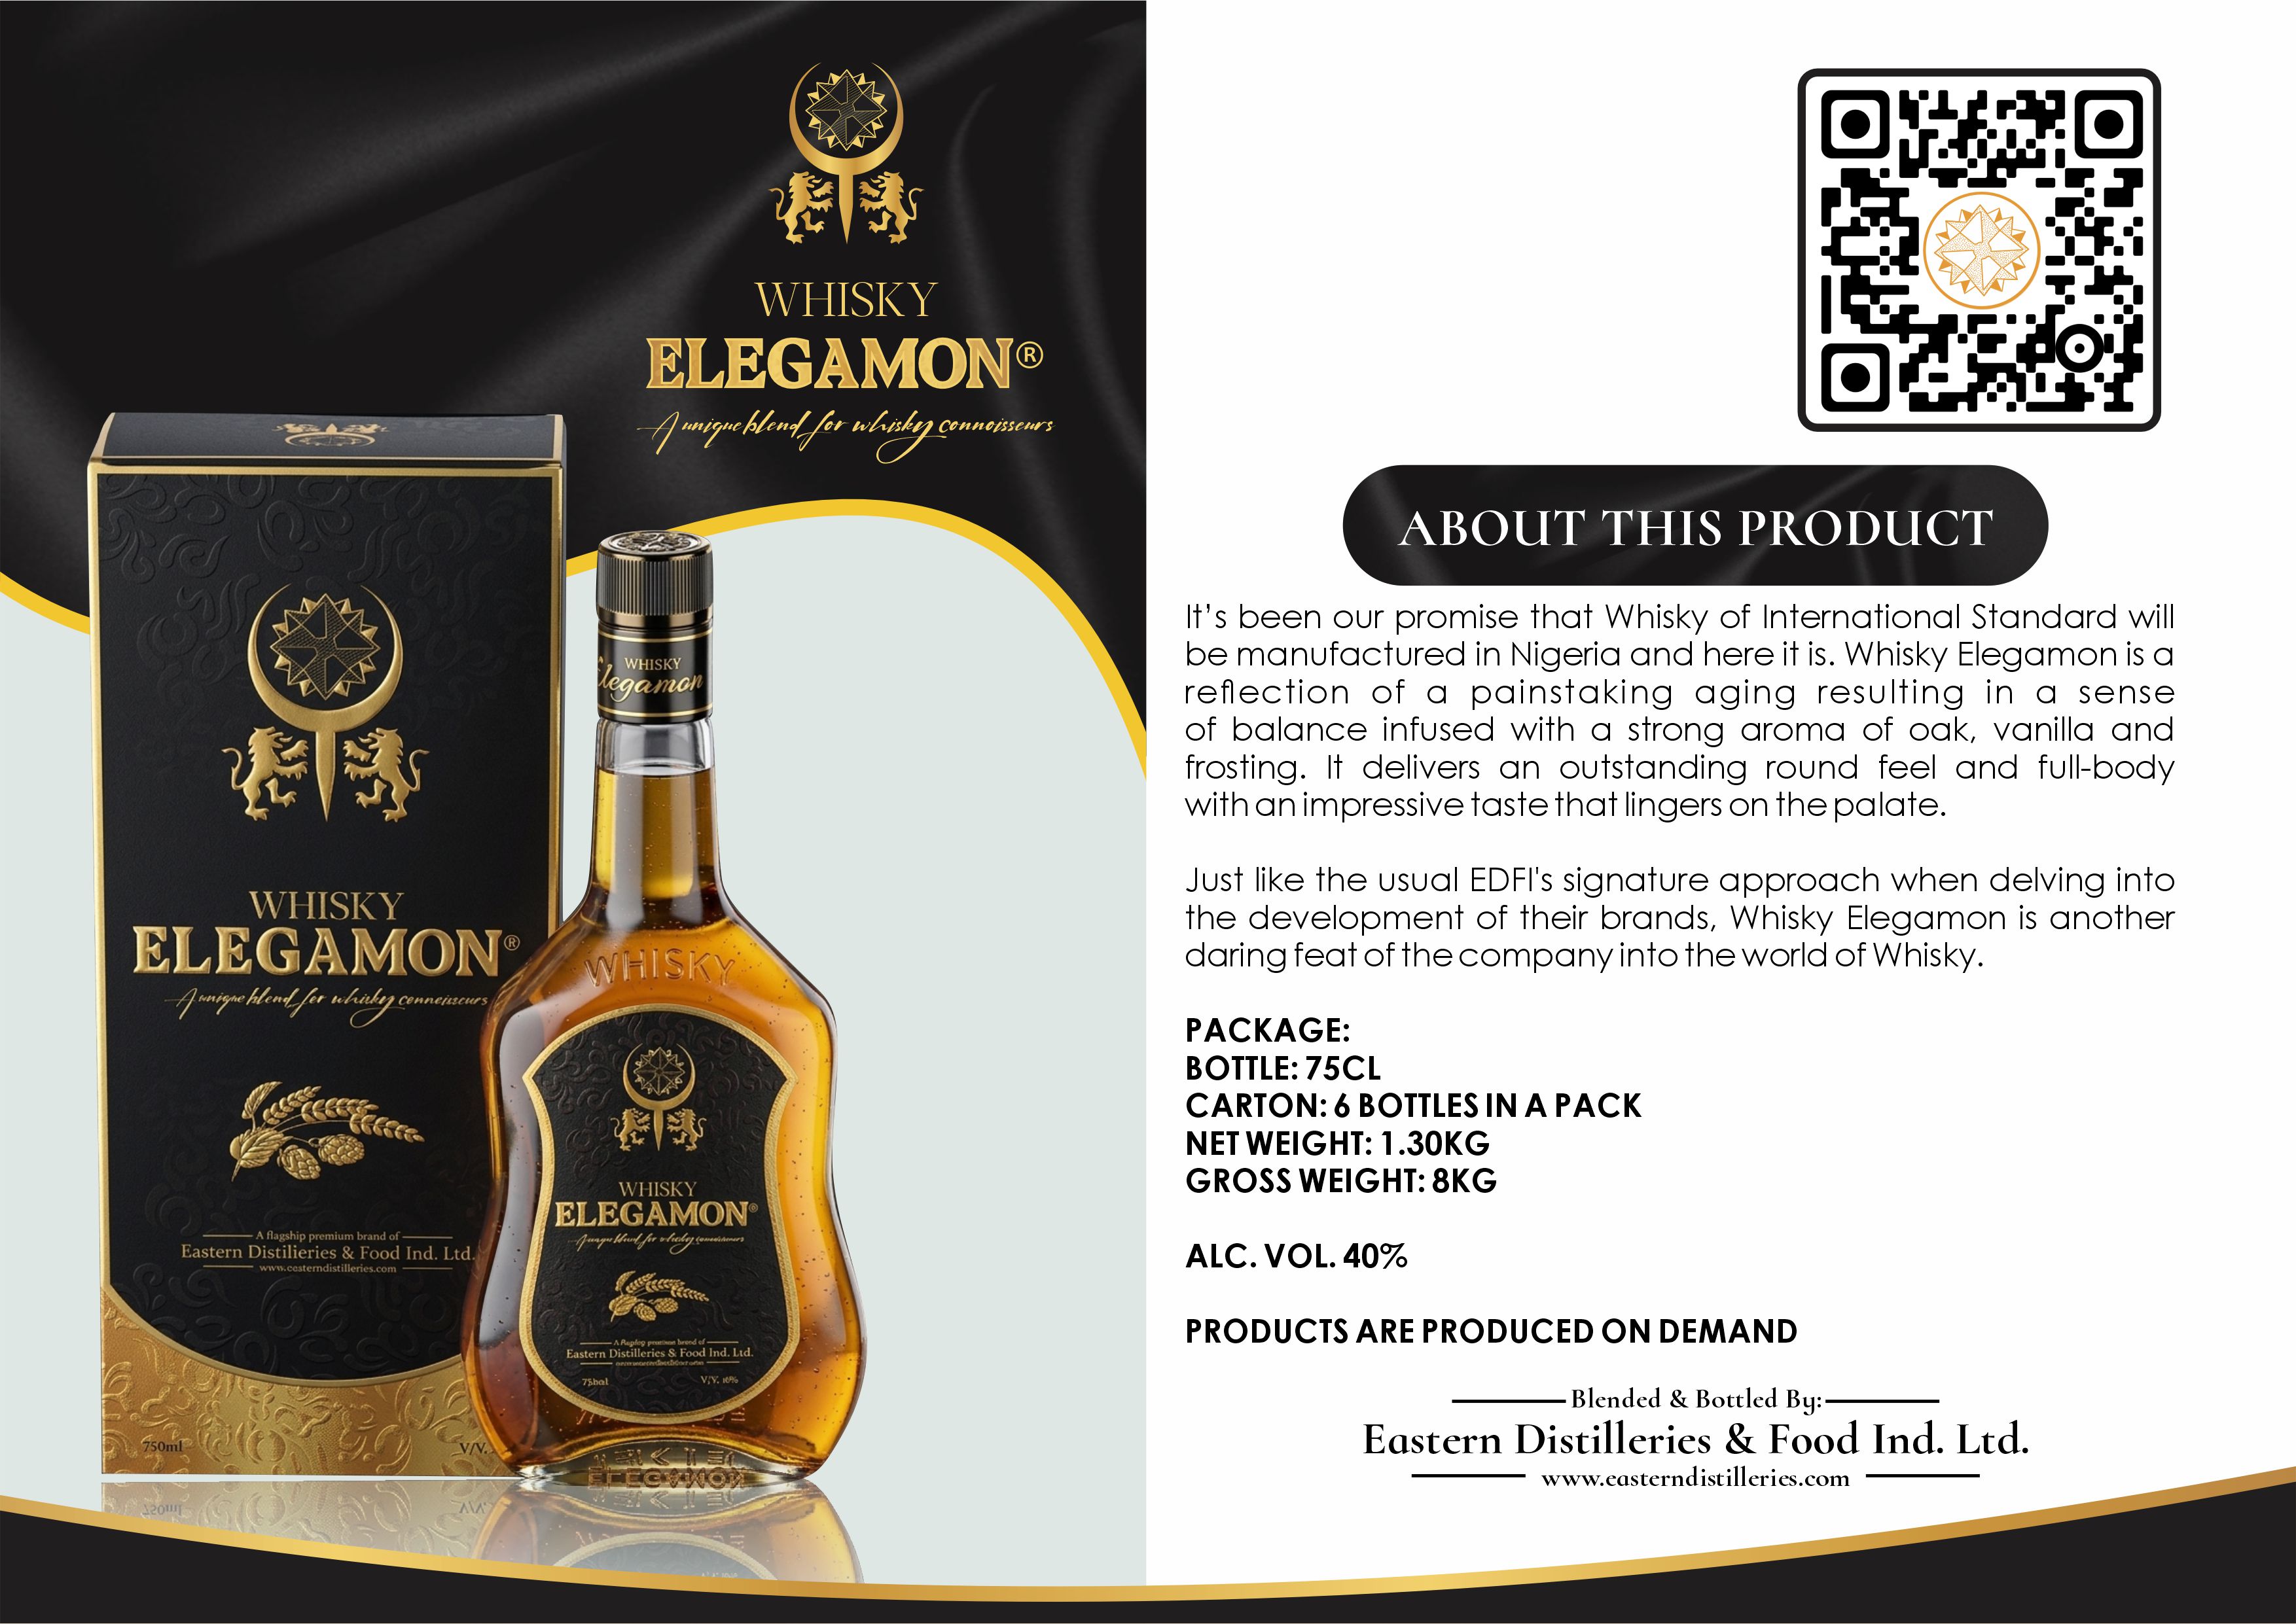 WHISKY
ELEGAMON®
A unique blend for whisky connoisseurs
WHISKY
Elegamon
WHISKY
ELEGAMON®
A unique blend for whisky connoisseurs
A flagship premium brand of
Eastern Distilieries & Food Ind. Ltd.
www.easterndistilleries.com
750ml
V/V.
WHISKY
WHISKY
ELEGAMON®
Eastern Distilleries & Food Ind. Ltd.
V/V.
ABOUT THIS PRODUCT
It's been our promise that Whisky of International Standard will
be manufactured in Nigeria and here it is. Whisky Elegamon is a
reflection of a painstaking aging resulting in a sense
of balance infused with a strong aroma of oak, vanilla and
frosting. It delivers an outstanding round feel and full-body
with an impressive taste that lingers on the palate.
Just like the usual EDFI's signature approach when delving into
the development of their brands, Whisky Elegamon is another
daring feat of the company into the world of Whisky.
PACKAGE:
BOTTLE: 75CL
CARTON: 6 BOTTLES IN A PACK
NET WEIGHT: 1.30KG
GROSS WEIGHT: 8KG
ALC. VOL. 40%
PRODUCTS ARE PRODUCED ON DEMAND
Blended & Bottled By:
Eastern Distilleries & Food Ind. Ltd.
www.easterndistilleries.com